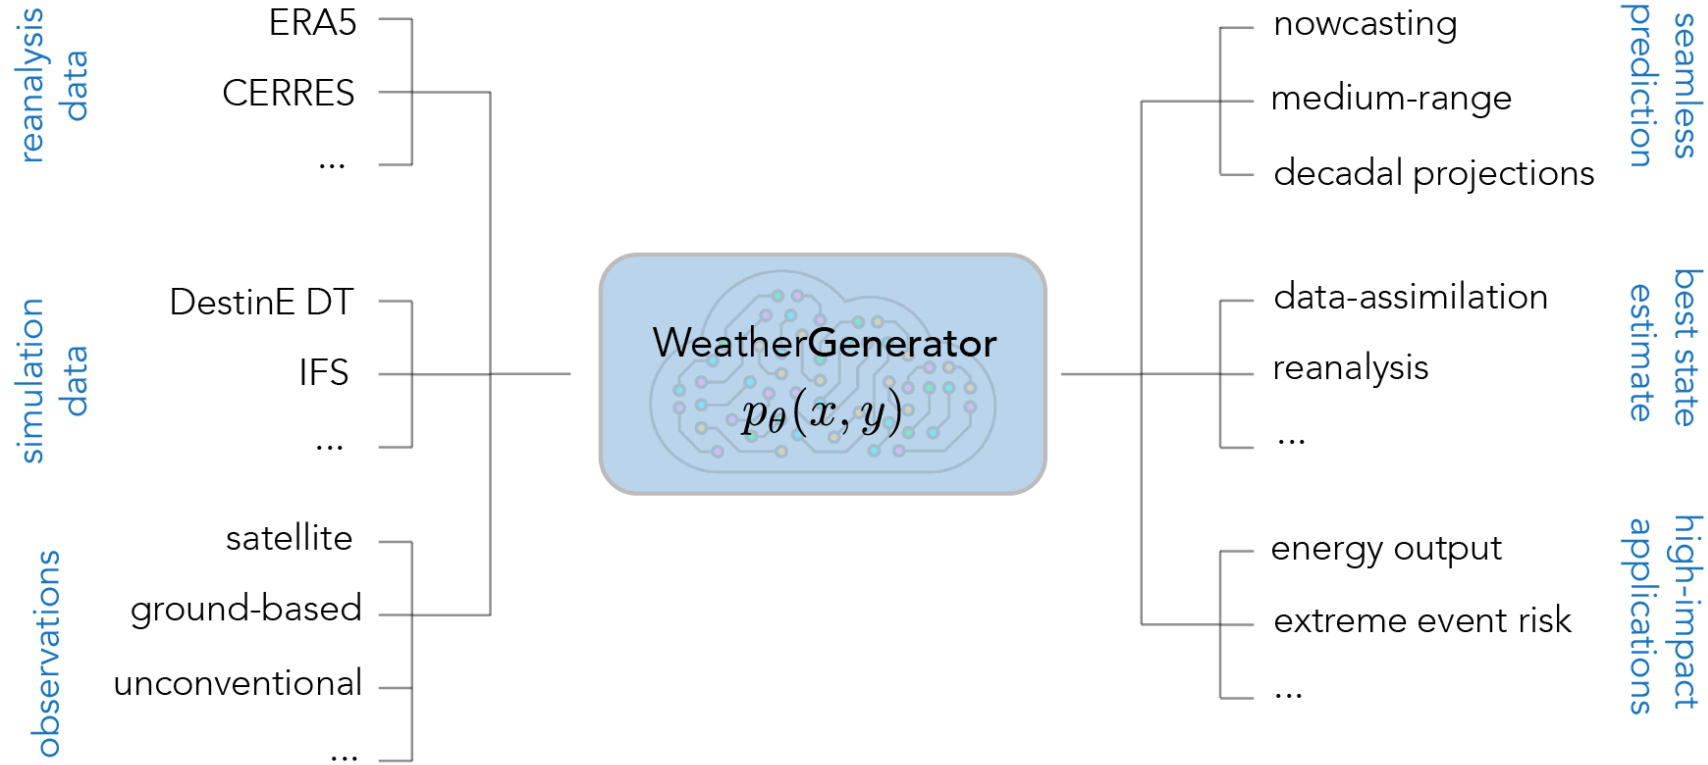 reanalysis
data
ERA5
CERRES
...
simulation
data
DestinE DT
IFS
...
observations
satellite
ground-based
unconventional
...
WeatherGenerator
pθ(x, y)
seamless
prediction
nowcasting
medium-range
decadal projections
best state
estimate
data-assimilation
reanalysis
...
high-impact
applications
energy output
extreme event risk
...